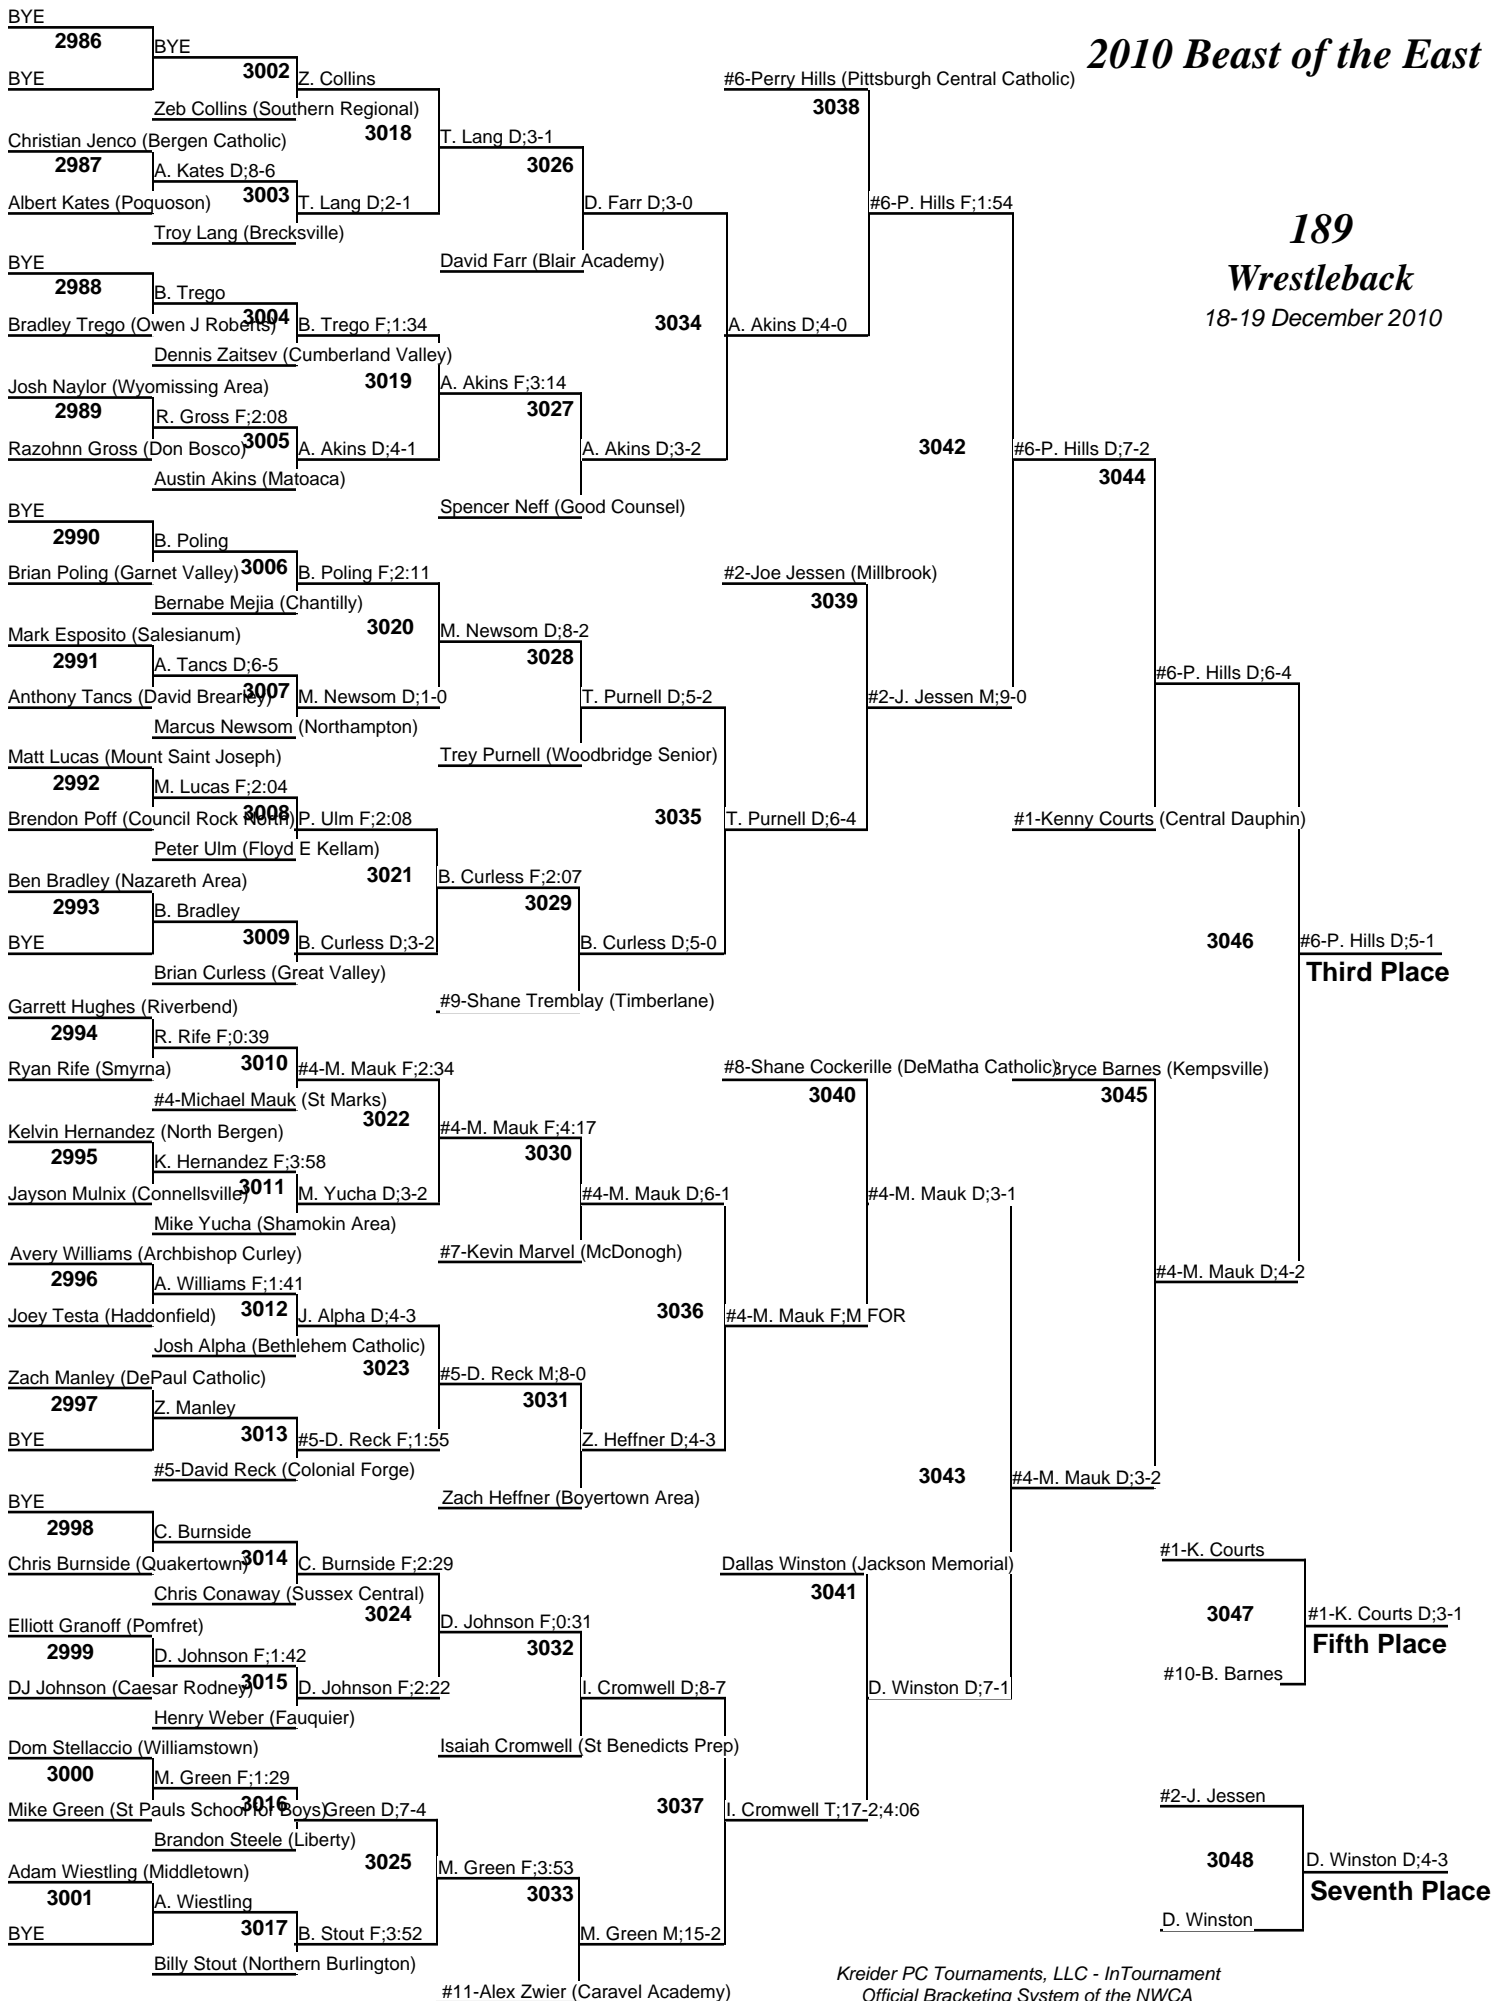 BYE
2986
BYE
BYE
3002
Z. Collins
#6-Perry Hills (Pittsburgh Central Catholic)
2010 Beast of the East
Zeb Collins (Southern Regional)
3038
3018
Christian Jenco (Bergen Catholic)
T. Lang D;3-1
2987
A. Kates D;8-6
3026
3003
Albert Kates (Poquoson)
T. Lang D;2-1
D. Farr D;3-0
#6-P. Hills F;1:54
Troy Lang (Brecksville)
189
BYE
David Farr (Blair Academy)
Wrestleback
2988
B. Trego
3004
18-19 December 2010
Bradley Trego (Owen J Roberts)
B. Trego F;1:34
3034
A. Akins D;4-0
Dennis Zaitsev (Cumberland Valley)
Josh Naylor (Wyomissing Area)
3019
A. Akins F;3:14
2989
R. Gross F;2:08
3027
Razohnn Gross (Don Bosco)
3005
A. Akins D;4-1
A. Akins D;3-2
3042
#6-P. Hills D;7-2
Austin Akins (Matoaca)
3044
BYE
Spencer Neff (Good Counsel)
2990
B. Poling
Brian Poling (Garnet Valley)
3006
B. Poling F;2:11
#2-Joe Jessen (Millbrook)
Bernabe Mejia (Chantilly)
3039
Mark Esposito (Salesianum)
3020
M. Newsom D;8-2
2991
A. Tancs D;6-5
3028
#6-P. Hills D;6-4
Anthony Tancs (David Brearley)
3007
M. Newsom D;1-0
T. Purnell D;5-2
#2-J. Jessen M;9-0
Marcus Newsom (Northampton)
Matt Lucas (Mount Saint Joseph)
Trey Purnell (Woodbridge Senior)
2992
M. Lucas F;2:04
3008
Brendon Poff (Council Rock North)
P. Ulm F;2:08
3035
T. Purnell D;6-4
#1-Kenny Courts (Central Dauphin)
Peter Ulm (Floyd E Kellam)
Ben Bradley (Nazareth Area)
3021
B. Curless F;2:07
2993
B. Bradley
3029
BYE
3009
B. Curless D;3-2
B. Curless D;5-0
3046
#6-P. Hills D;5-1
Third Place
Brian Curless (Great Valley)
Garrett Hughes (Riverbend)
#9-Shane Tremblay (Timberlane)
2994
R. Rife F;0:39
Ryan Rife (Smyrna)
3010
#4-M. Mauk F;2:34
#8-Shane Cockerille (DeMatha Catholic)
Bryce Barnes (Kempsville)
#4-Michael Mauk (St Marks)
3040
3045
3022
Kelvin Hernandez (North Bergen)
#4-M. Mauk F;4:17
2995
K. Hernandez F;3:58
3030
Jayson Mulnix (Connellsville)
3011
M. Yucha D;3-2
#4-M. Mauk D;6-1
#4-M. Mauk D;3-1
Mike Yucha (Shamokin Area)
Avery Williams (Archbishop Curley)
#7-Kevin Marvel (McDonogh)
2996
A. Williams F;1:41
#4-M. Mauk D;4-2
Joey Testa (Haddonfield)
3012
J. Alpha D;4-3
3036
#4-M. Mauk F;M FOR
Josh Alpha (Bethlehem Catholic)
Zach Manley (DePaul Catholic)
3023
#5-D. Reck M;8-0
2997
Z. Manley
3031
BYE
3013
#5-D. Reck F;1:55
Z. Heffner D;4-3
3043
#4-M. Mauk D;3-2
#5-David Reck (Colonial Forge)
BYE
Zach Heffner (Boyertown Area)
2998
C. Burnside
#1-K. Courts
Chris Burnside (Quakertown)
3014
C. Burnside F;2:29
Dallas Winston (Jackson Memorial)
Chris Conaway (Sussex Central)
3041
3024
Elliott Granoff (Pomfret)
D. Johnson F;0:31
3047
#1-K. Courts D;3-1
Fifth Place
2999
D. Johnson F;1:42
3032
DJ Johnson (Caesar Rodney)
3015
D. Johnson F;2:22
I. Cromwell D;8-7
D. Winston D;7-1
#10-B. Barnes
Henry Weber (Fauquier)
Dom Stellaccio (Williamstown)
Isaiah Cromwell (St Benedicts Prep)
3000
M. Green F;1:29
#2-J. Jessen
Mike Green (St Pauls School for Boys)
3016
Green D;7-4
3037
I. Cromwell T;17-2;4:06
Brandon Steele (Liberty)
Adam Wiestling (Middletown)
3025
M. Green F;3:53
3048
D. Winston D;4-3
Seventh Place
3001
A. Wiestling
3033
BYE
3017
B. Stout F;3:52
M. Green M;15-2
D. Winston
Billy Stout (Northern Burlington)
#11-Alex Zwier (Caravel Academy)
Kreider PC Tournaments, LLC - InTournament
Official Bracketing System of the NWCA